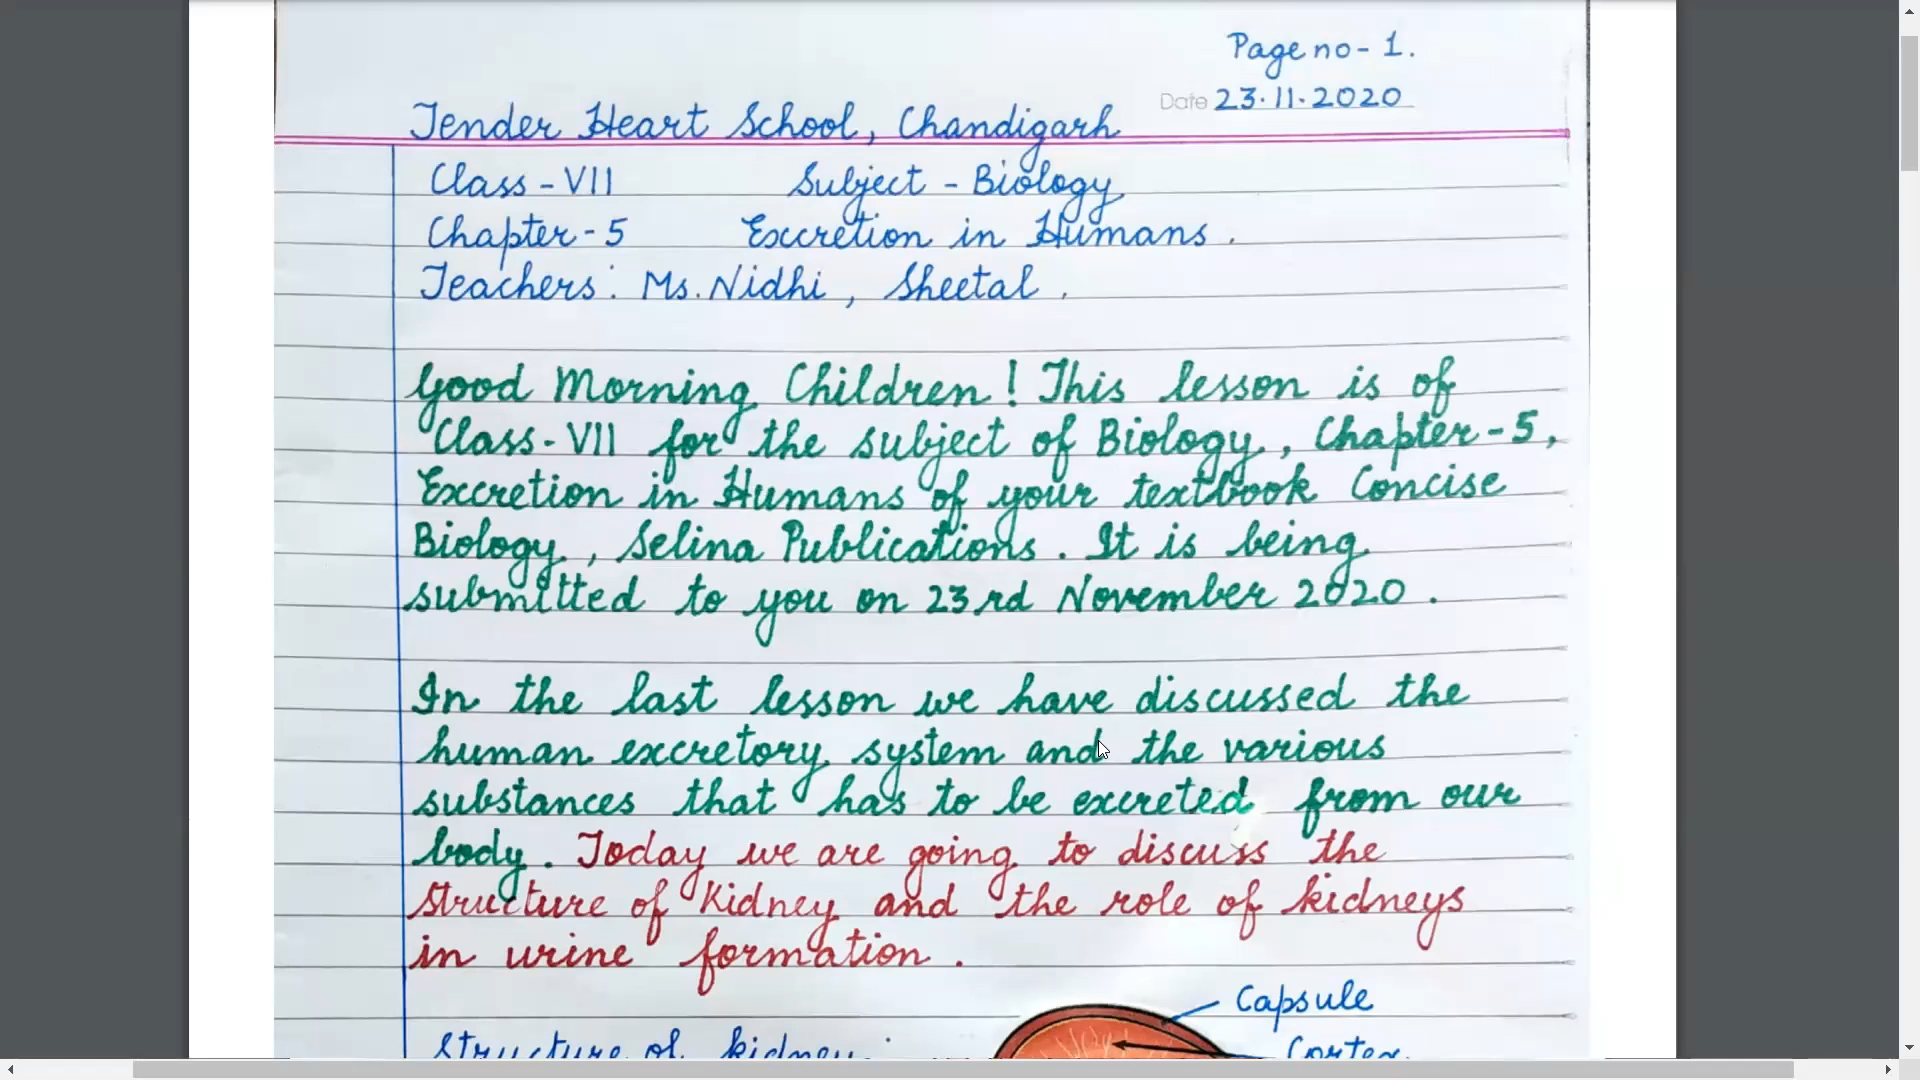 Page no - 1.
Date 23.11.2020
Tender Heart School, Chandigarh
Class - VII Subject - Biology
Chapter - 5 Excretion in Humans.
Teachers: Ms. Nidhi, Sheetal.
Good Morning Children! This lesson is of
Class - VII for the subject of Biology, Chapter - 5,
Excretion in Humans of your textbook Concise
Biology, Selina Publications. It is being
submitted to you on 23rd November 2020.
In the last lesson we have discussed the
human excretory system and the various
substances that has to be excreted from our
body. Today we are going to discuss the
structure of Kidney and the role of kidneys
in urine formation.
Capsule
Structure of kidney:
Cortex